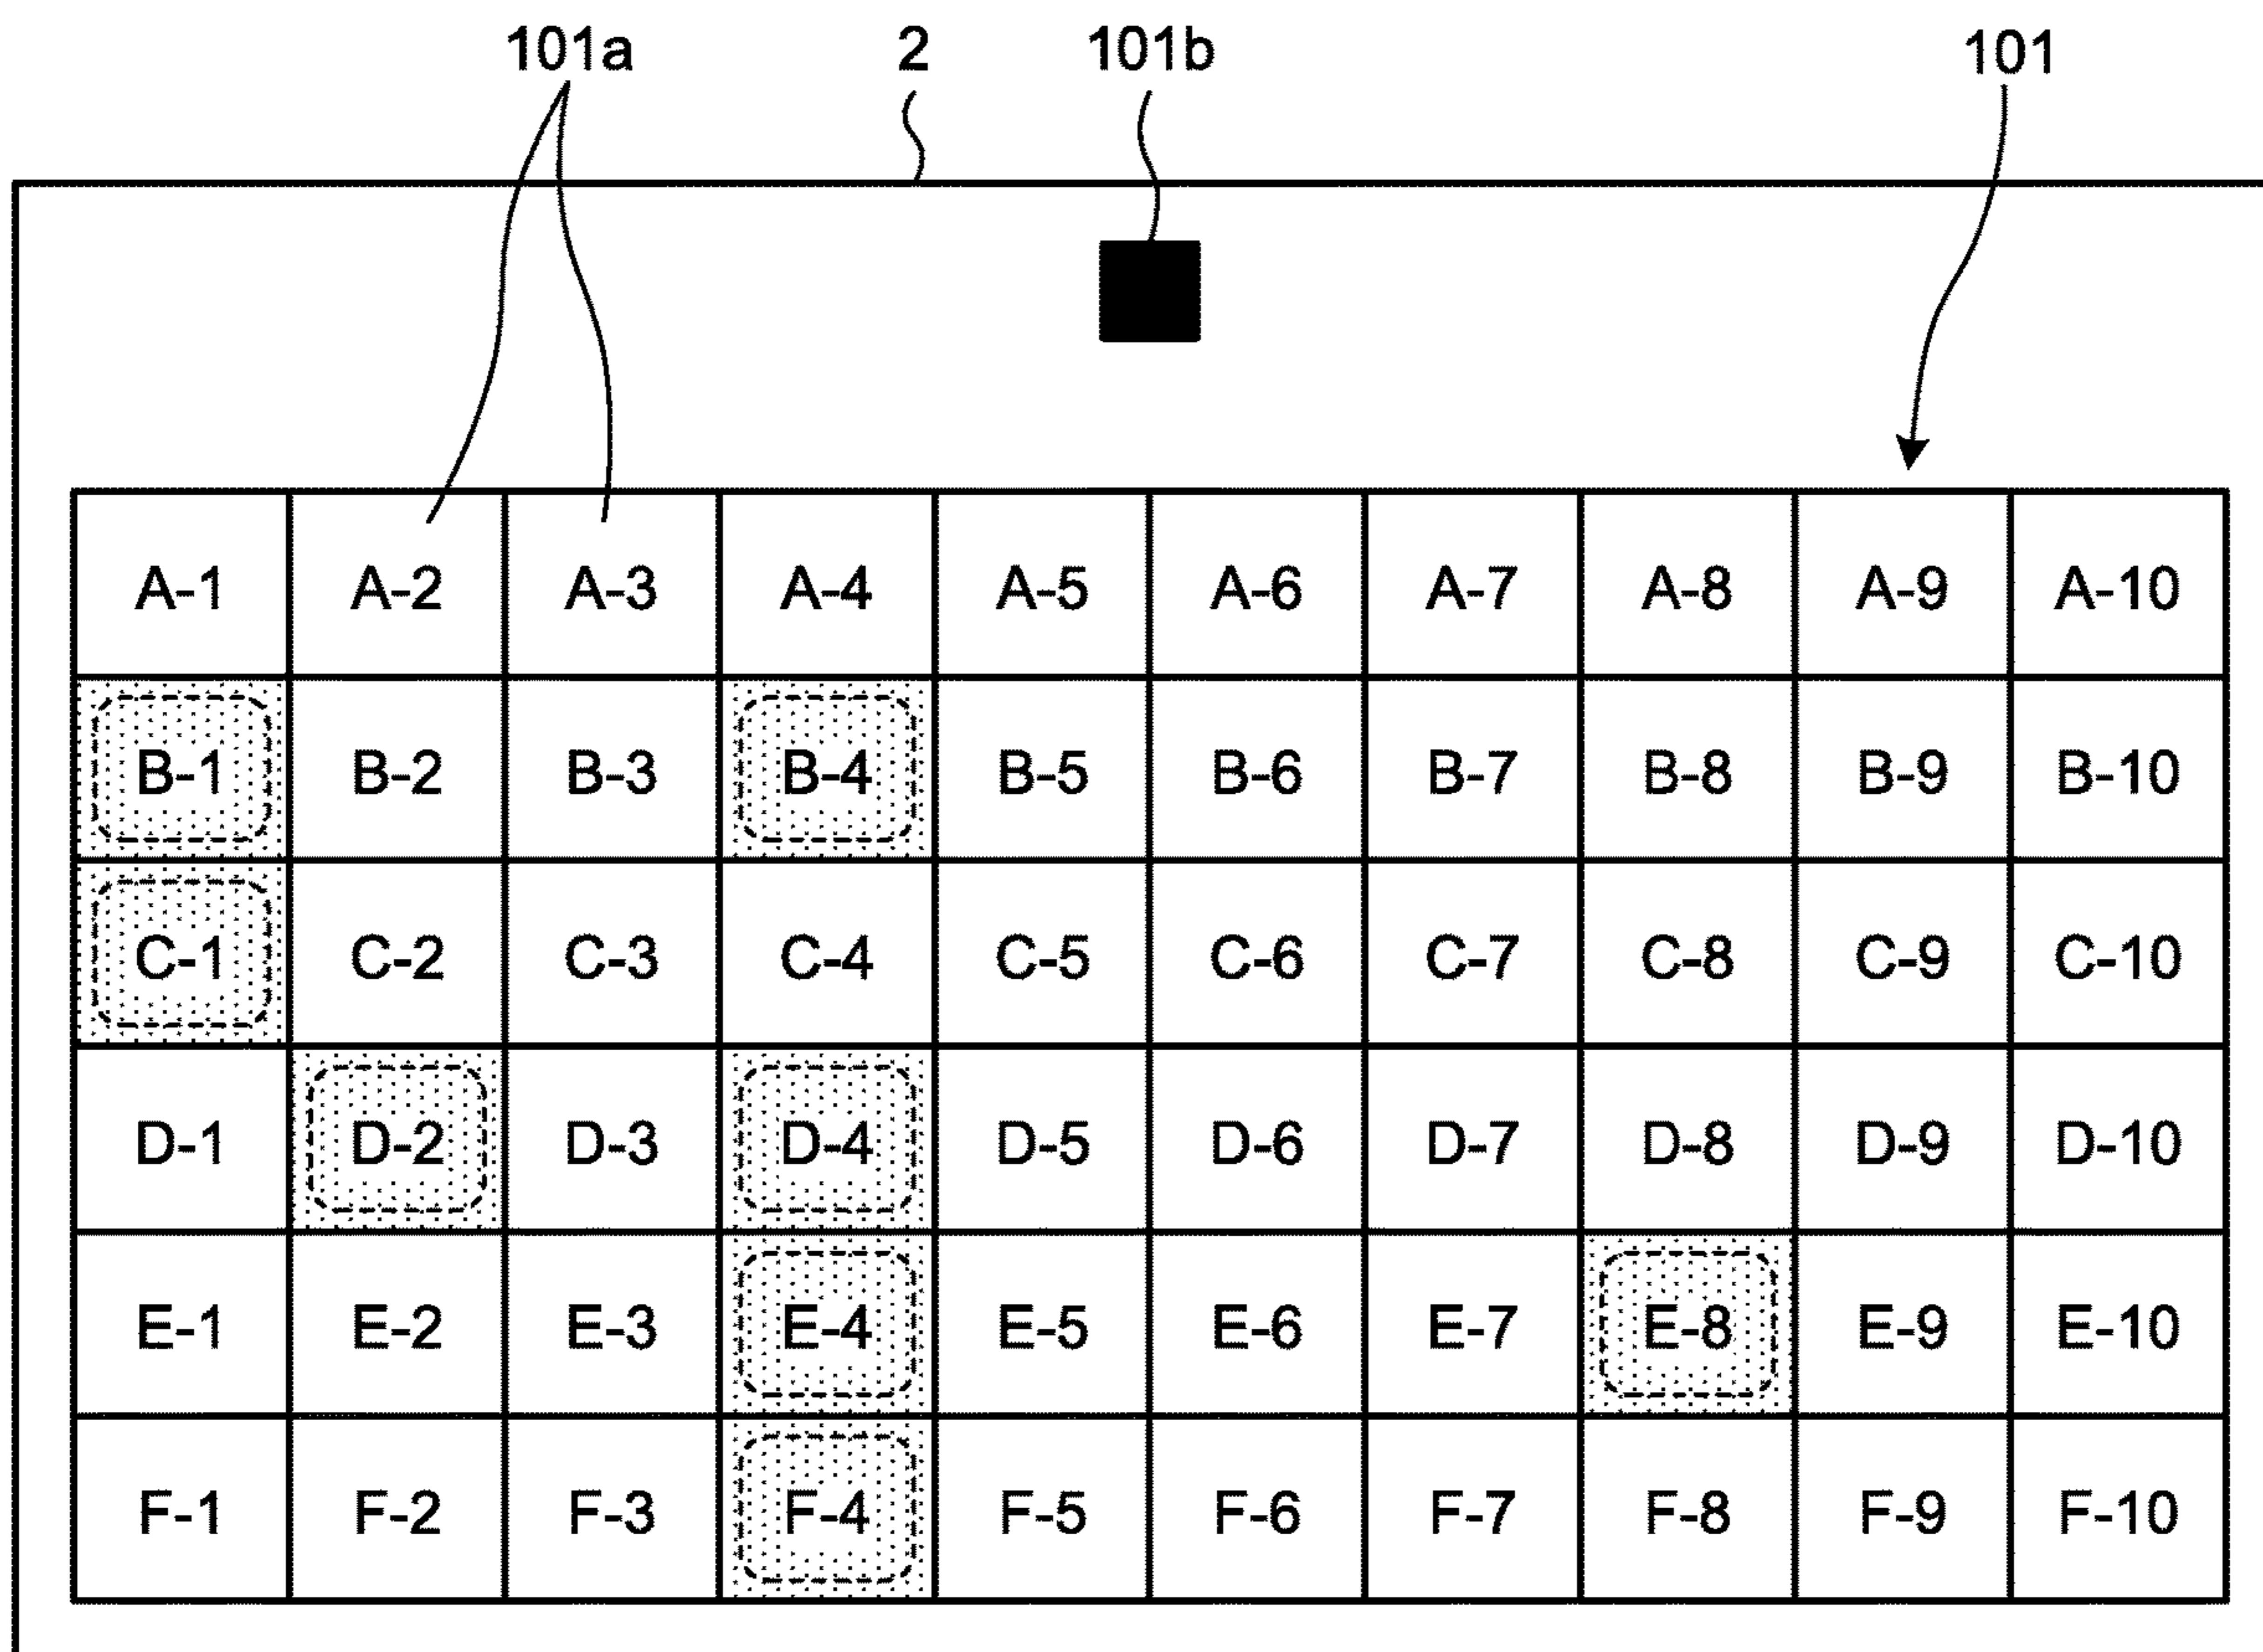 101a 2 101b 101
A-1 A-2 A-3 A-4 A-5 A-6 A-7 A-8 A-9 A-10
B-1 B-2 B-3 B-4 B-5 B-6 B-7 B-8 B-9 B-10
C-1 C-2 C-3 C-4 C-5 C-6 C-7 C-8 C-9 C-10
D-1 D-2 D-3 D-4 D-5 D-6 D-7 D-8 D-9 D-10
E-1 E-2 E-3 E-4 E-5 E-6 E-7 E-8 E-9 E-10
F-1 F-2 F-3 F-4 F-5 F-6 F-7 F-8 F-9 F-10